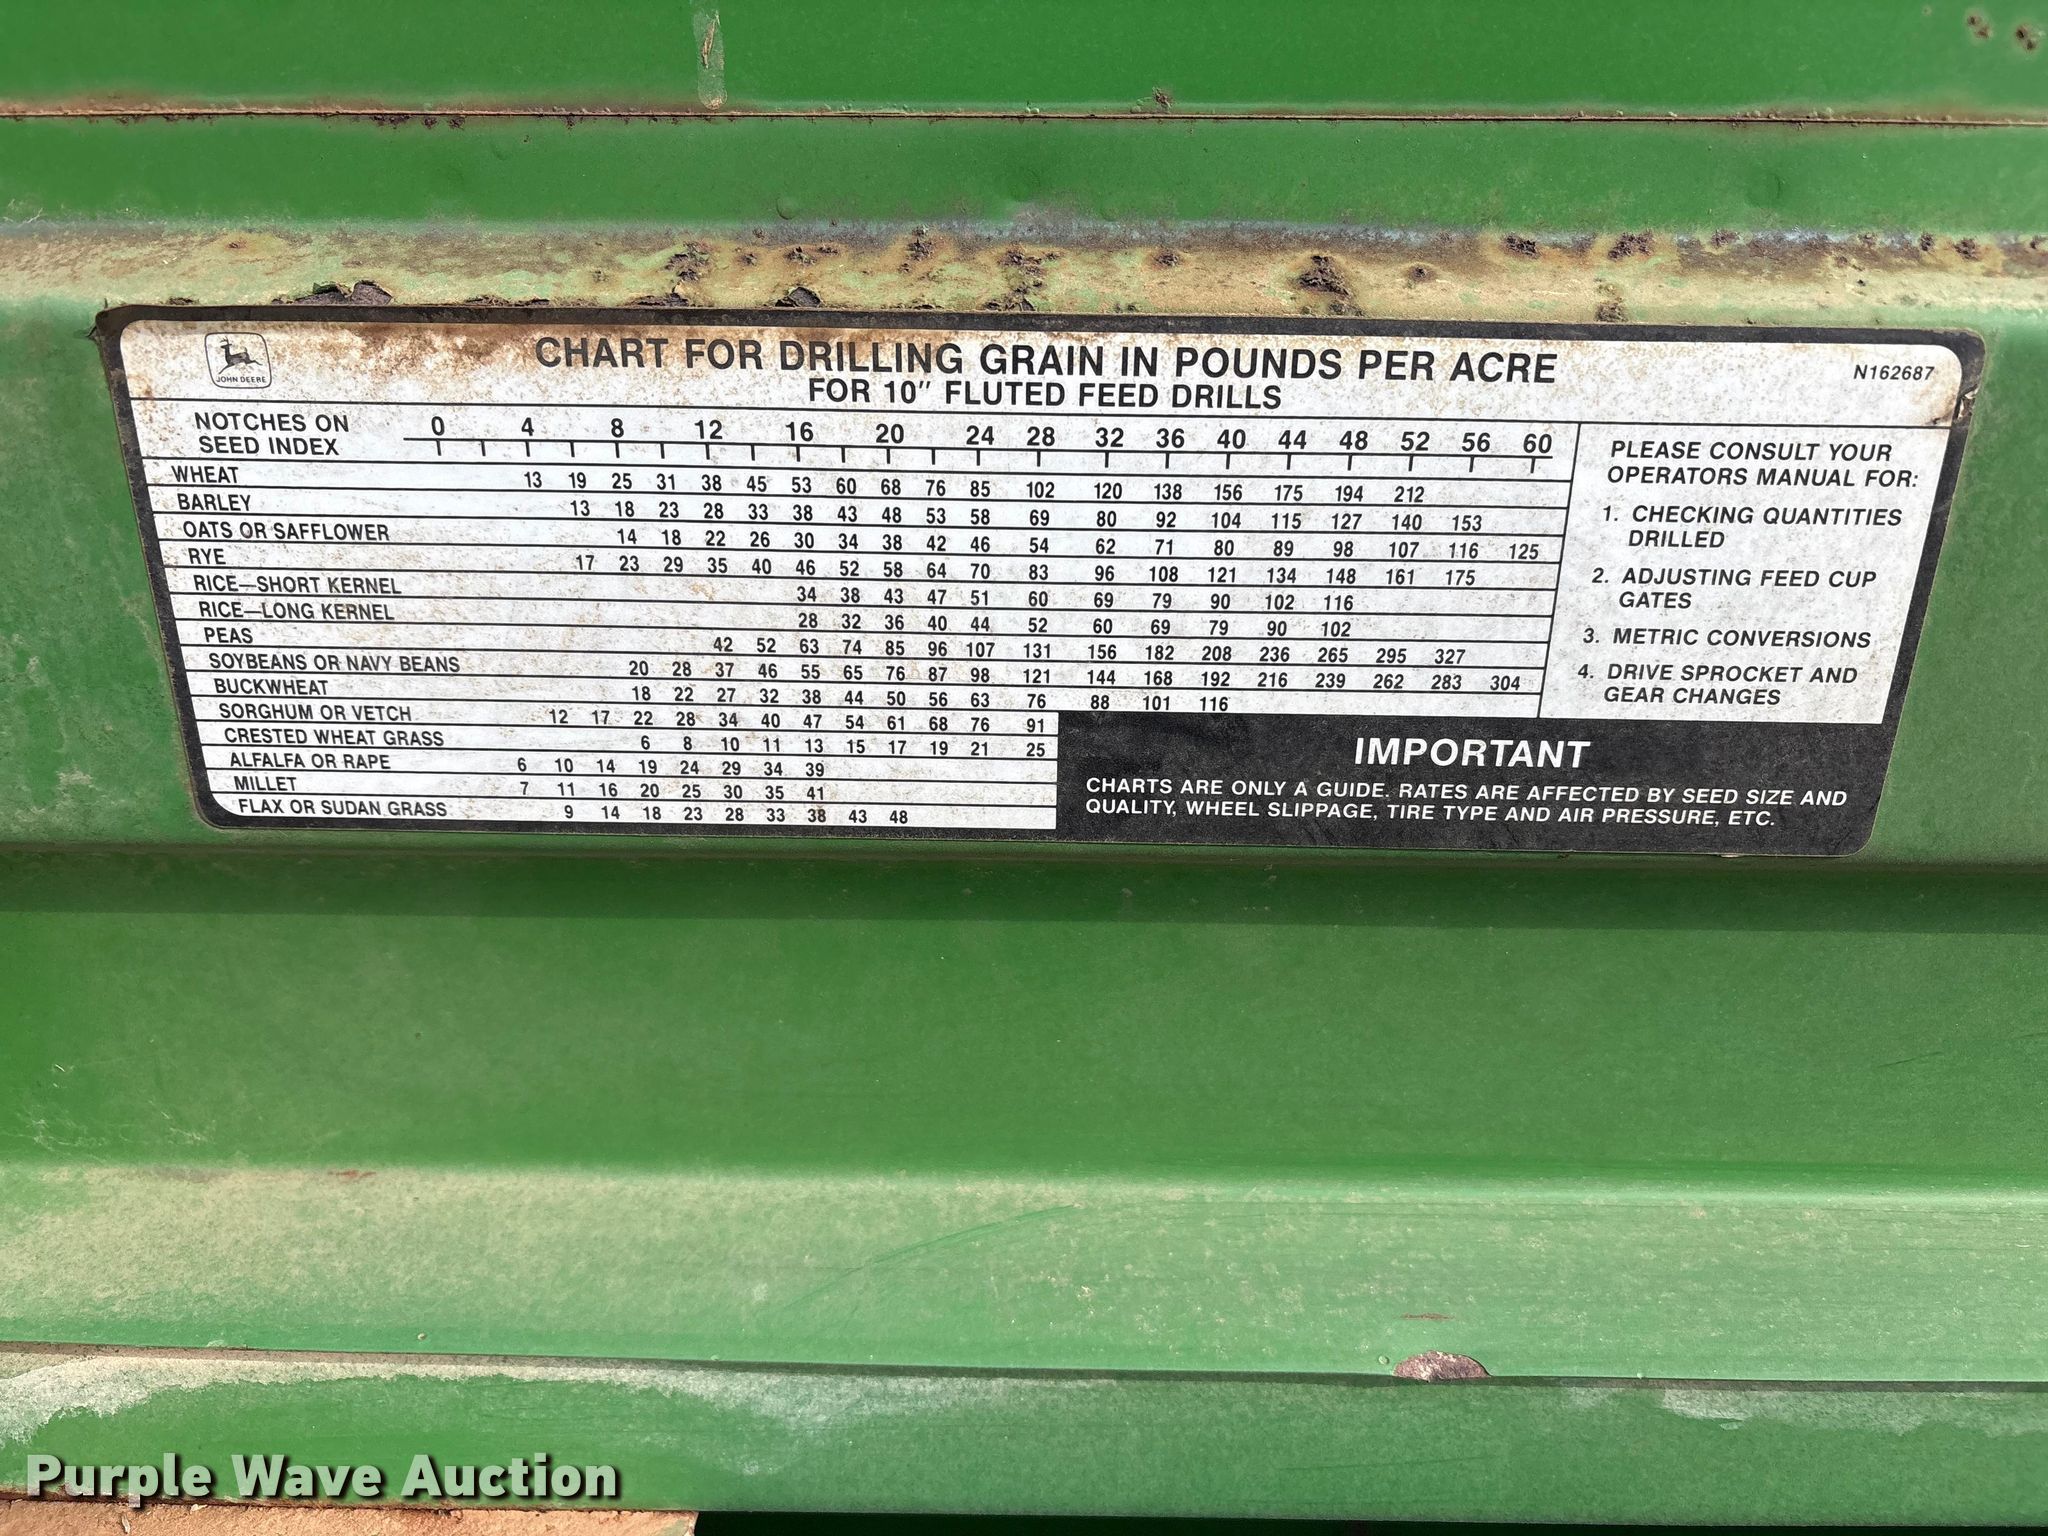 JOHN DEERE
CHART FOR DRILLING GRAIN IN POUNDS PER ACRE
FOR 10" FLUTED FEED DRILLS
N162687
NOTCHES ON SEED INDEX 0 4 8 12 16 20 24 28 32 36 40 44 48 52 56 60
WHEAT 13 19 25 31 38 45 53 60 68 76 85 102 120 138 156 175 194 212
BARLEY 13 18 23 28 33 38 43 48 53 58 69 80 92 104 115 127 140 153
OATS OR SAFFLOWER 14 18 22 26 30 34 38 42 46 54 62 71 80 89 98 107 116 125
RYE 17 23 29 35 40 46 52 58 64 70 83 96 108 121 134 148 161 175
RICE—SHORT KERNEL 34 38 43 47 51 60 69 79 90 102 116
RICE—LONG KERNEL 28 32 36 40 44 52 60 69 79 90 102
PEAS 42 52 63 74 85 96 107 131 156 182 208 236 265 295 327
SOYBEANS OR NAVY BEANS 20 28 37 46 55 65 76 87 98 121 144 168 192 216 239 262 283 304
BUCKWHEAT 18 22 27 32 38 44 50 56 63 76 88 101 116
SORGHUM OR VETCH 12 17 22 28 34 40 47 54 61 68 76 91
CRESTED WHEAT GRASS 6 8 10 11 13 15 17 19 21 25
ALFALFA OR RAPE 6 10 14 19 24 29 34 39
MILLET 7 11 16 20 25 30 35 41
FLAX OR SUDAN GRASS 9 14 18 23 28 33 38 43 48
PLEASE CONSULT YOUR
OPERATORS MANUAL FOR:
1. CHECKING QUANTITIES
DRILLED
2. ADJUSTING FEED CUP
GATES
3. METRIC CONVERSIONS
4. DRIVE SPROCKET AND
GEAR CHANGES
IMPORTANT
CHARTS ARE ONLY A GUIDE. RATES ARE AFFECTED BY SEED SIZE AND
QUALITY, WHEEL SLIPPAGE, TIRE TYPE AND AIR PRESSURE, ETC.
Purple Wave Auction